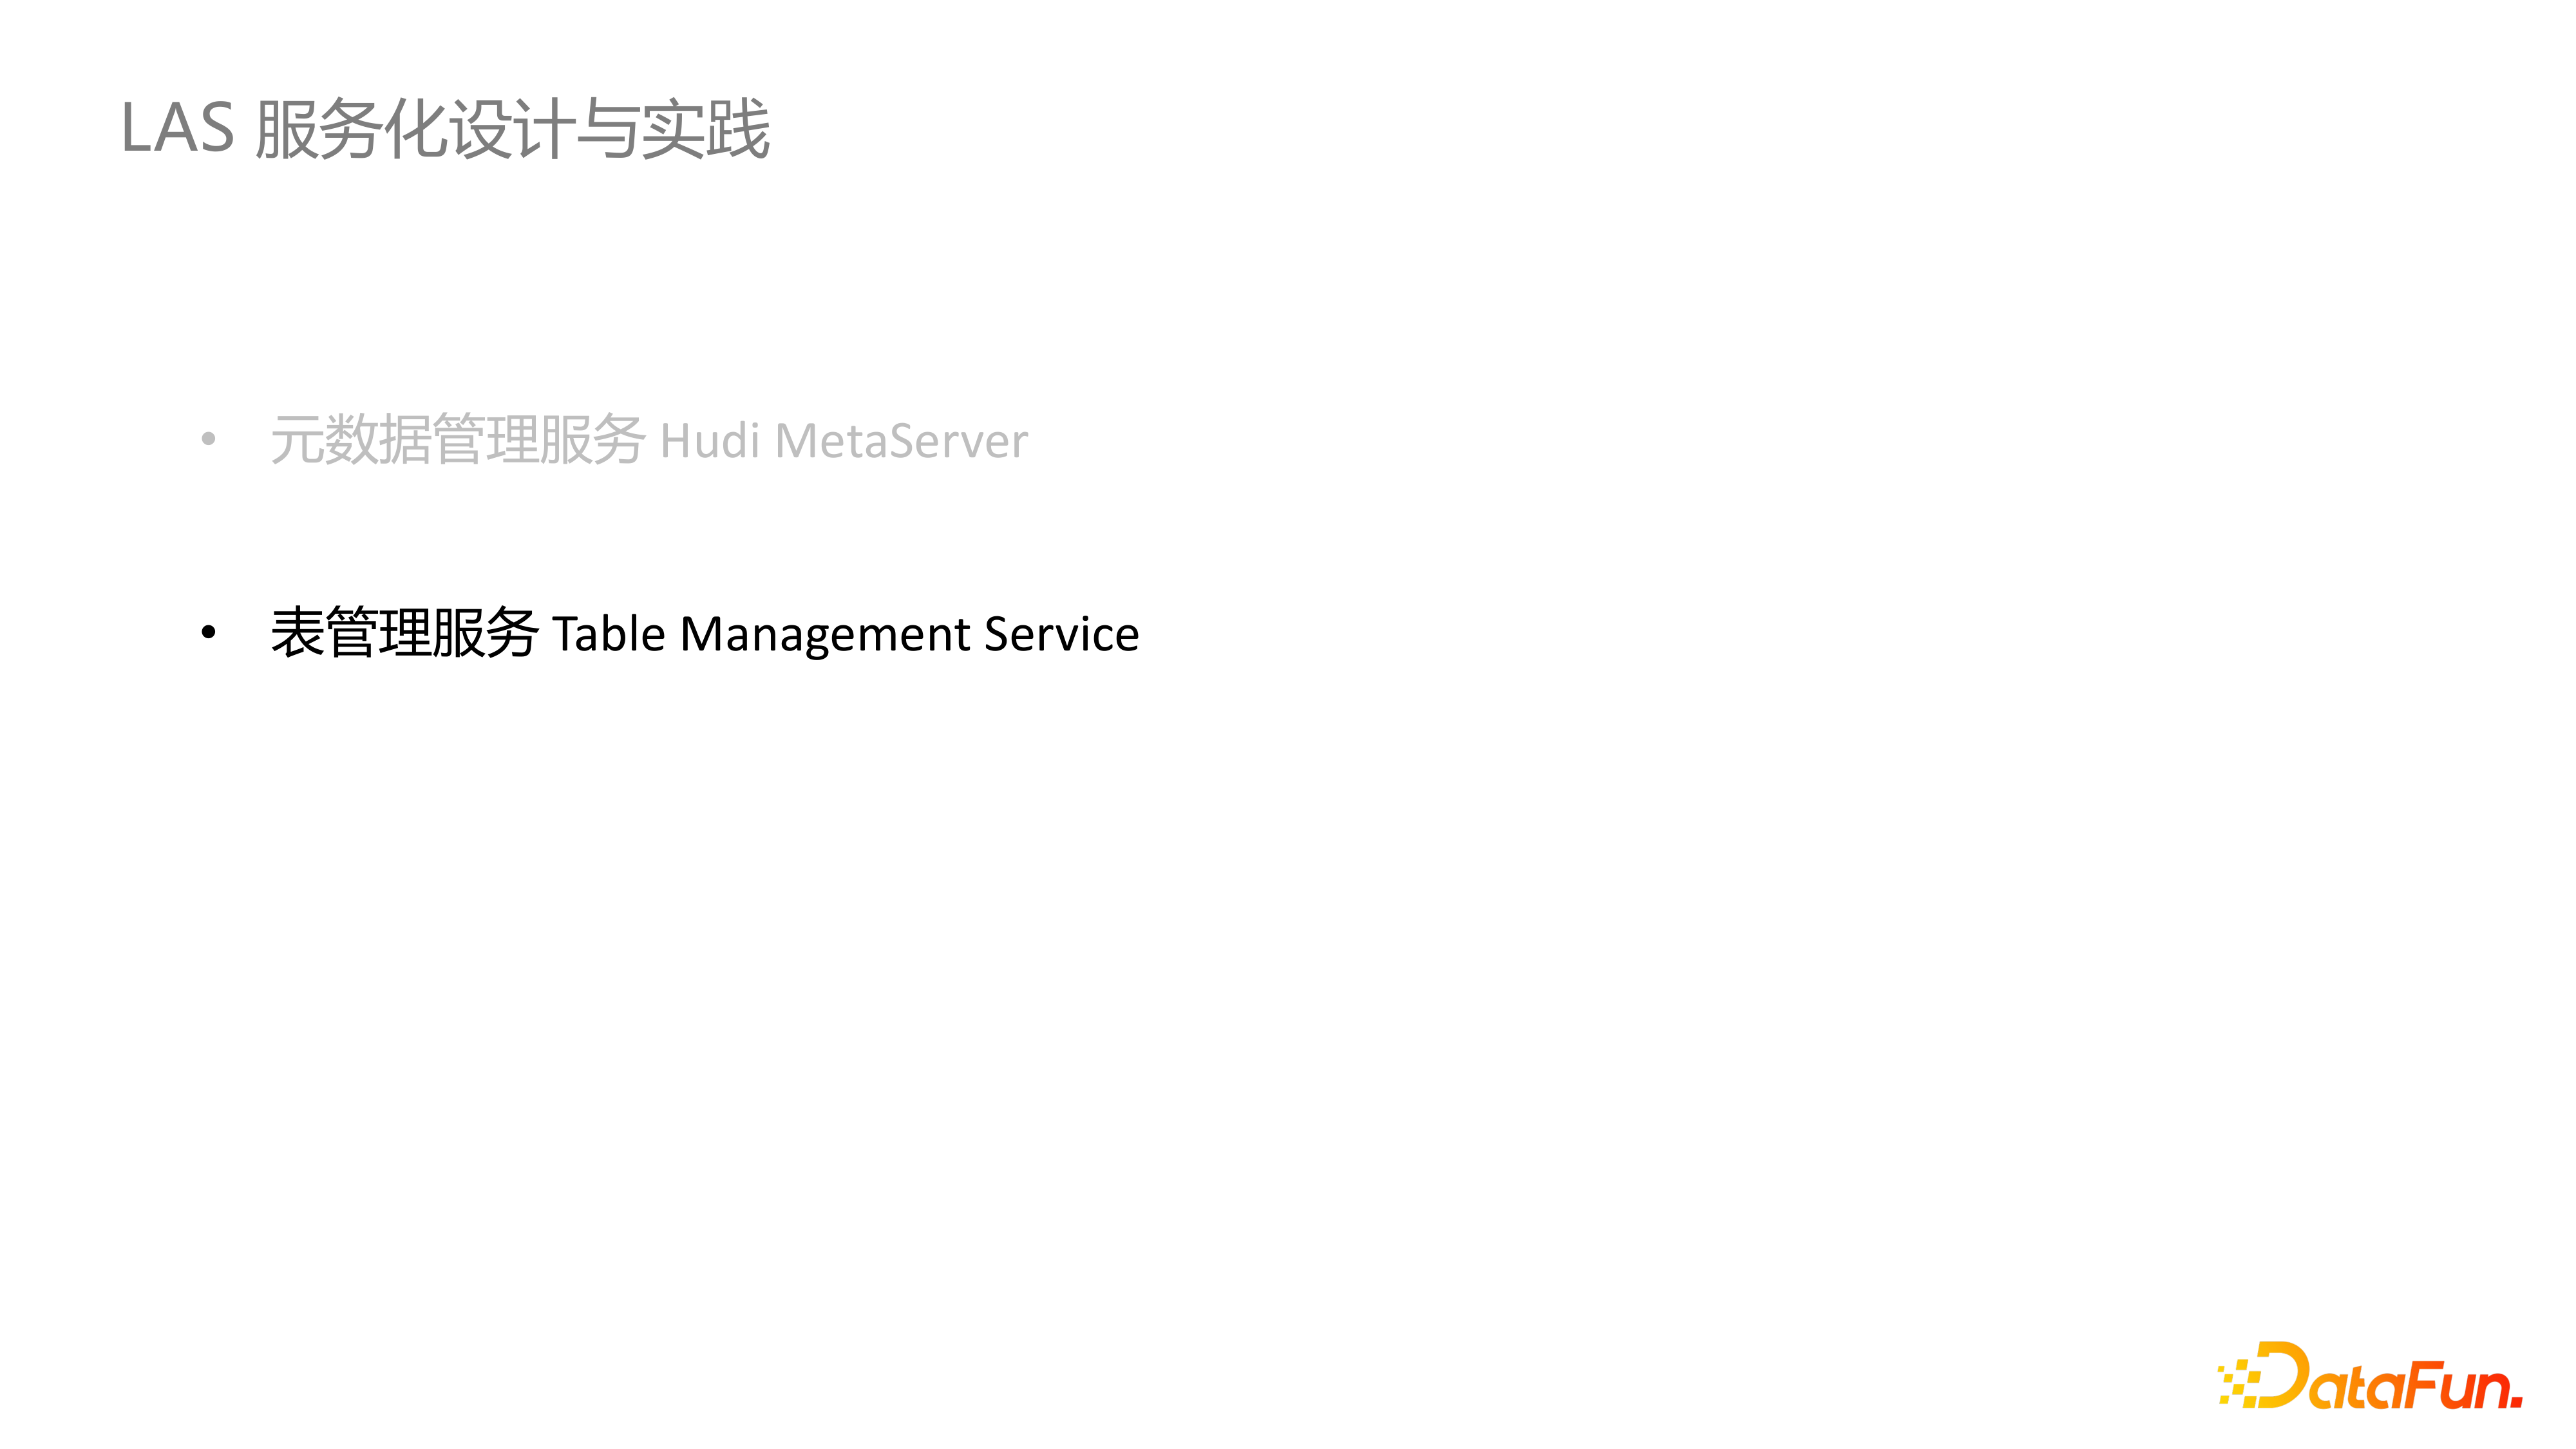 LAS 服务化设计与实践
• 元数据管理服务 Hudi MetaServer
• 表管理服务 Table Management Service
DataFun.